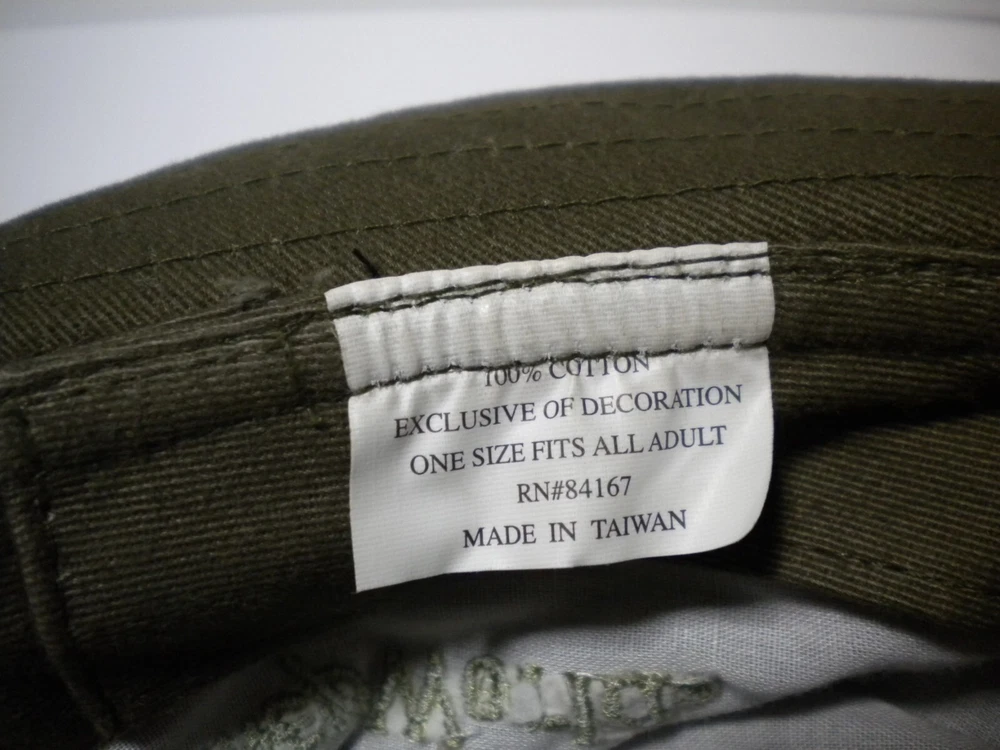 100% COTTON
EXCLUSIVE OF DECORATION
ONE SIZE FITS ALL ADULT
RN#84167
MADE IN TAIWAN